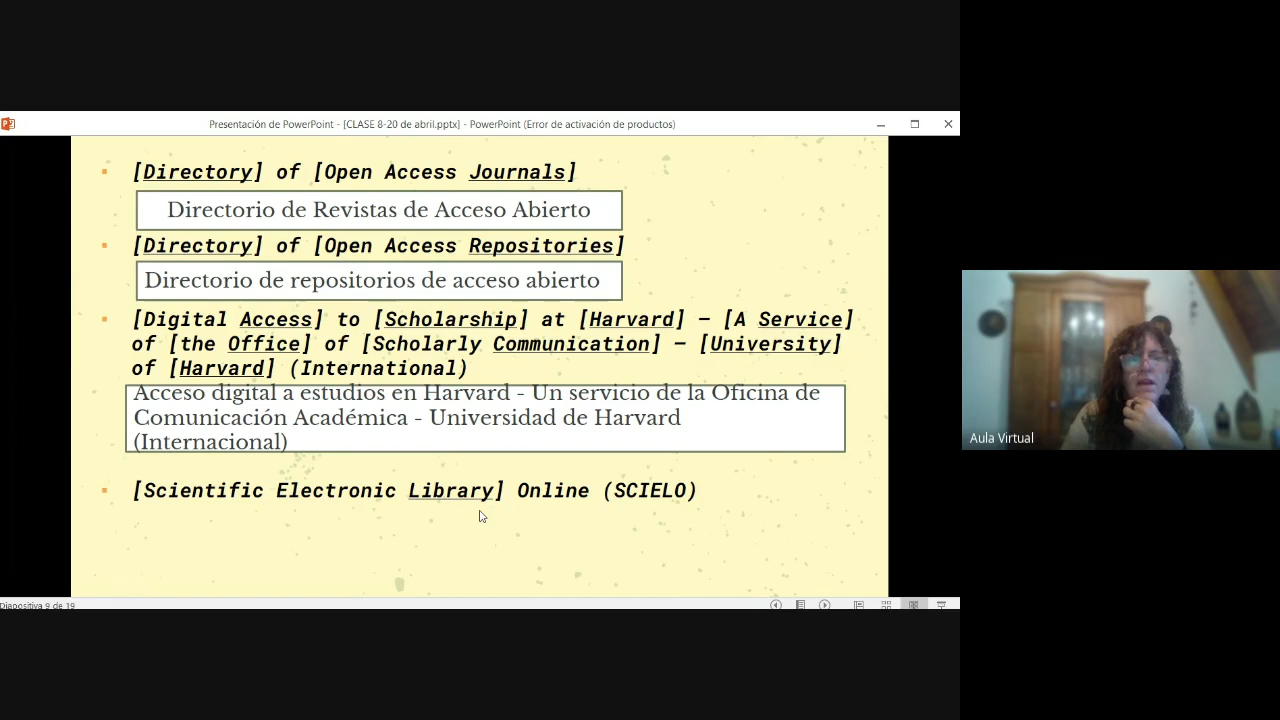 Presentación de PowerPoint - [CLASE 8-20 de abril.pptx] - PowerPoint (Error de activación de productos)
[Directory] of [Open Access Journals]
Directorio de Revistas de Acceso Abierto
[Directory] of [Open Access Repositories]
Directorio de repositorios de acceso abierto
[Digital Access] to [Scholarship] at [Harvard] – [A Service]
of [the Office] of [Scholarly Communication] – [University]
of [Harvard] (International)
Acceso digital a estudios en Harvard - Un servicio de la Oficina de
Comunicación Académica - Universidad de Harvard
(Internacional)
[Scientific Electronic Library] Online (SCIELO)
Diapositiva 9 de 19
Aula Virtual